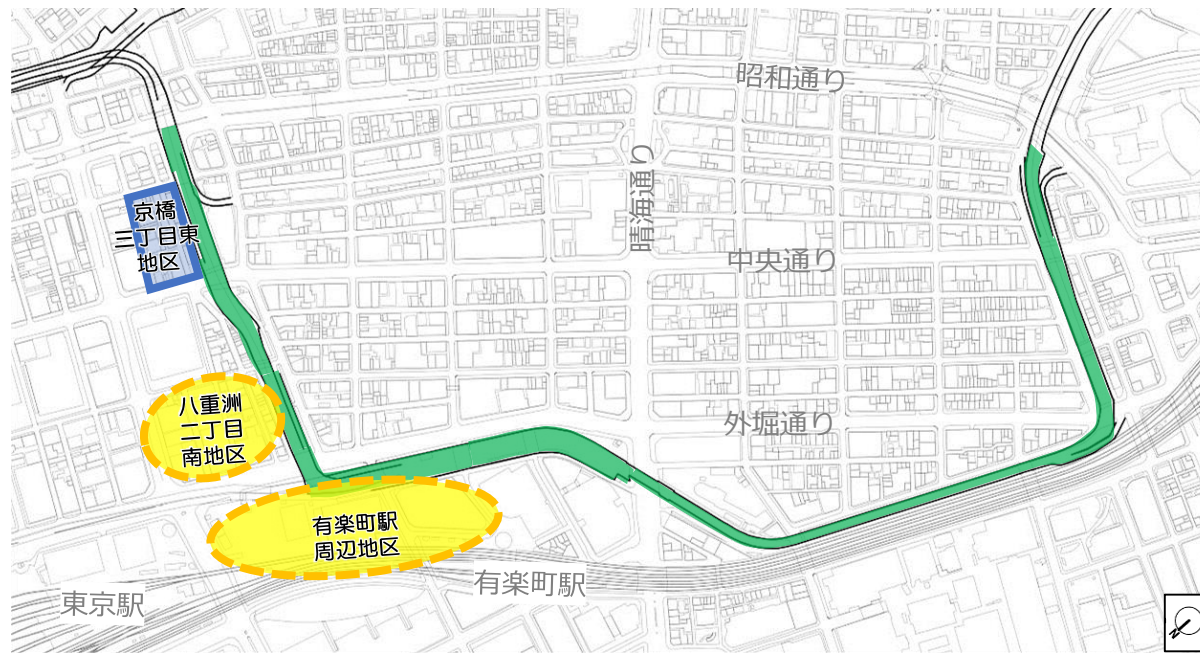 昭和通り
晴海通り
京橋
三丁目東
地区
中央通り
八重洲
二丁目
南地区
外堀通り
有楽町駅
周辺地区
有楽町駅
東京駅